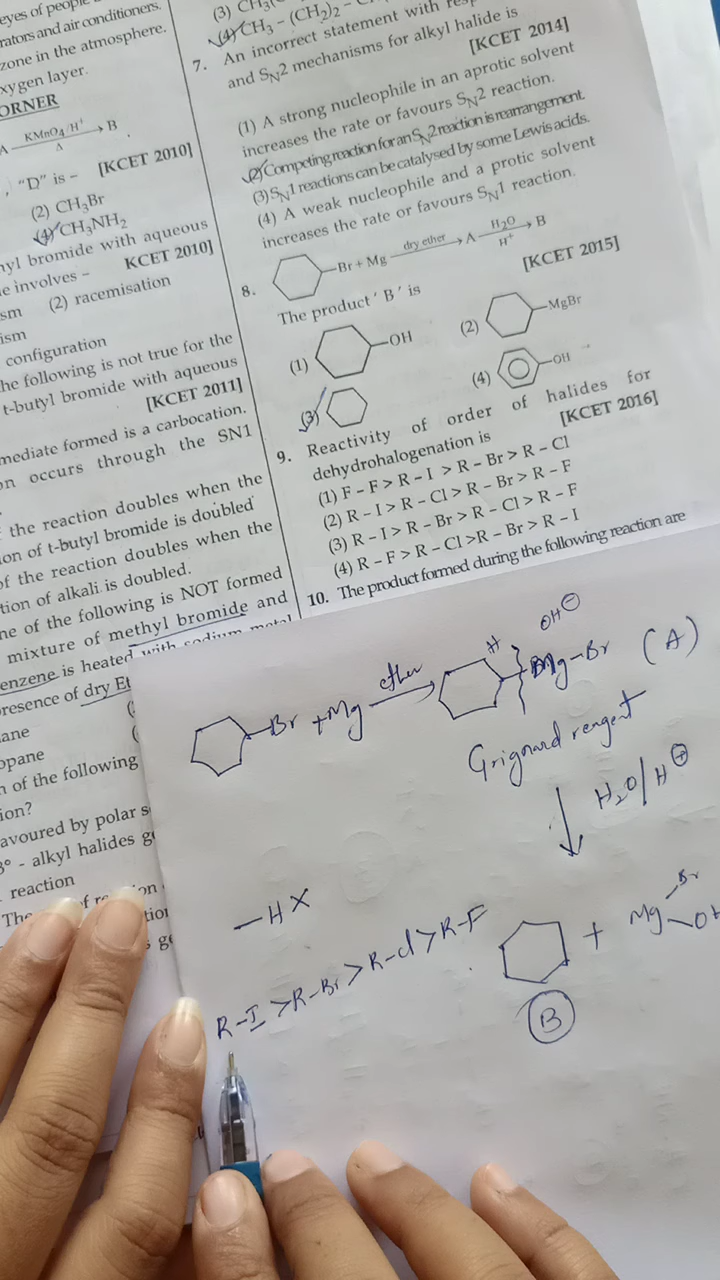 eyes of people
rators and air conditioners.
zone in the atmosphere.
xygen layer.
ORNER
A KMnO₄/H⁺ Δ → B
, "D" is – [KCET 2010]
(2) CH₃Br
(4) CH₃NH₂
nyl bromide with aqueous
e involves – KCET 2010]
sm (2) racemisation
ism
configuration
he following is not true for the
t-butyl bromide with aqueous
[KCET 2011]
mediate formed is a carbocation.
on occurs through the SN1
the reaction doubles when the
ion of t-butyl bromide is doubled
of the reaction doubles when the
tion of alkali is doubled.
ne of the following is NOT formed
mixture of methyl bromide and
enzene is heated with sodium metal
resence of dry Et
ane
opane
n of the following
ion?
avoured by polar s
3° - alkyl halides g
reaction
The
(3) CH₃(
(4) CH₃ – (CH₂)₂ –
7. An incorrect statement with resp
and Sₙ2 mechanisms for alkyl halide is
[KCET 2014]
(1) A strong nucleophile in an aprotic solvent
increases the rate or favours Sₙ2 reaction.
(2) Competing reaction for an Sₙ2 reaction is rearrangement.
(3) Sₙ1 reactions can be catalysed by some Lewis acids.
(4) A weak nucleophile and a protic solvent
increases the rate or favours Sₙ1 reaction.
8. Br + Mg dry ether → A H₂O H⁺ → B
[KCET 2015]
The product ' B ' is
(1) OH (2) MgBr
(3) (4) OH
9. Reactivity of order of halides for
dehydrohalogenation is [KCET 2016]
(1) F – F > R – I > R – Br > R – Cl
(2) R – I > R – Cl > R – Br > R – F
(3) R – I > R – Br > R – Cl > R – F
(4) R – F > R – Cl > R – Br > R – I
10. The product formed during the following reaction are
Br + Mg ether → H Mg–Br (A)
OH⊖
Grignard reagent
↓ H₂O/H⊕
–HX
R–I > R–Br > R–Cl > R–F
+ Mg Br OH
B